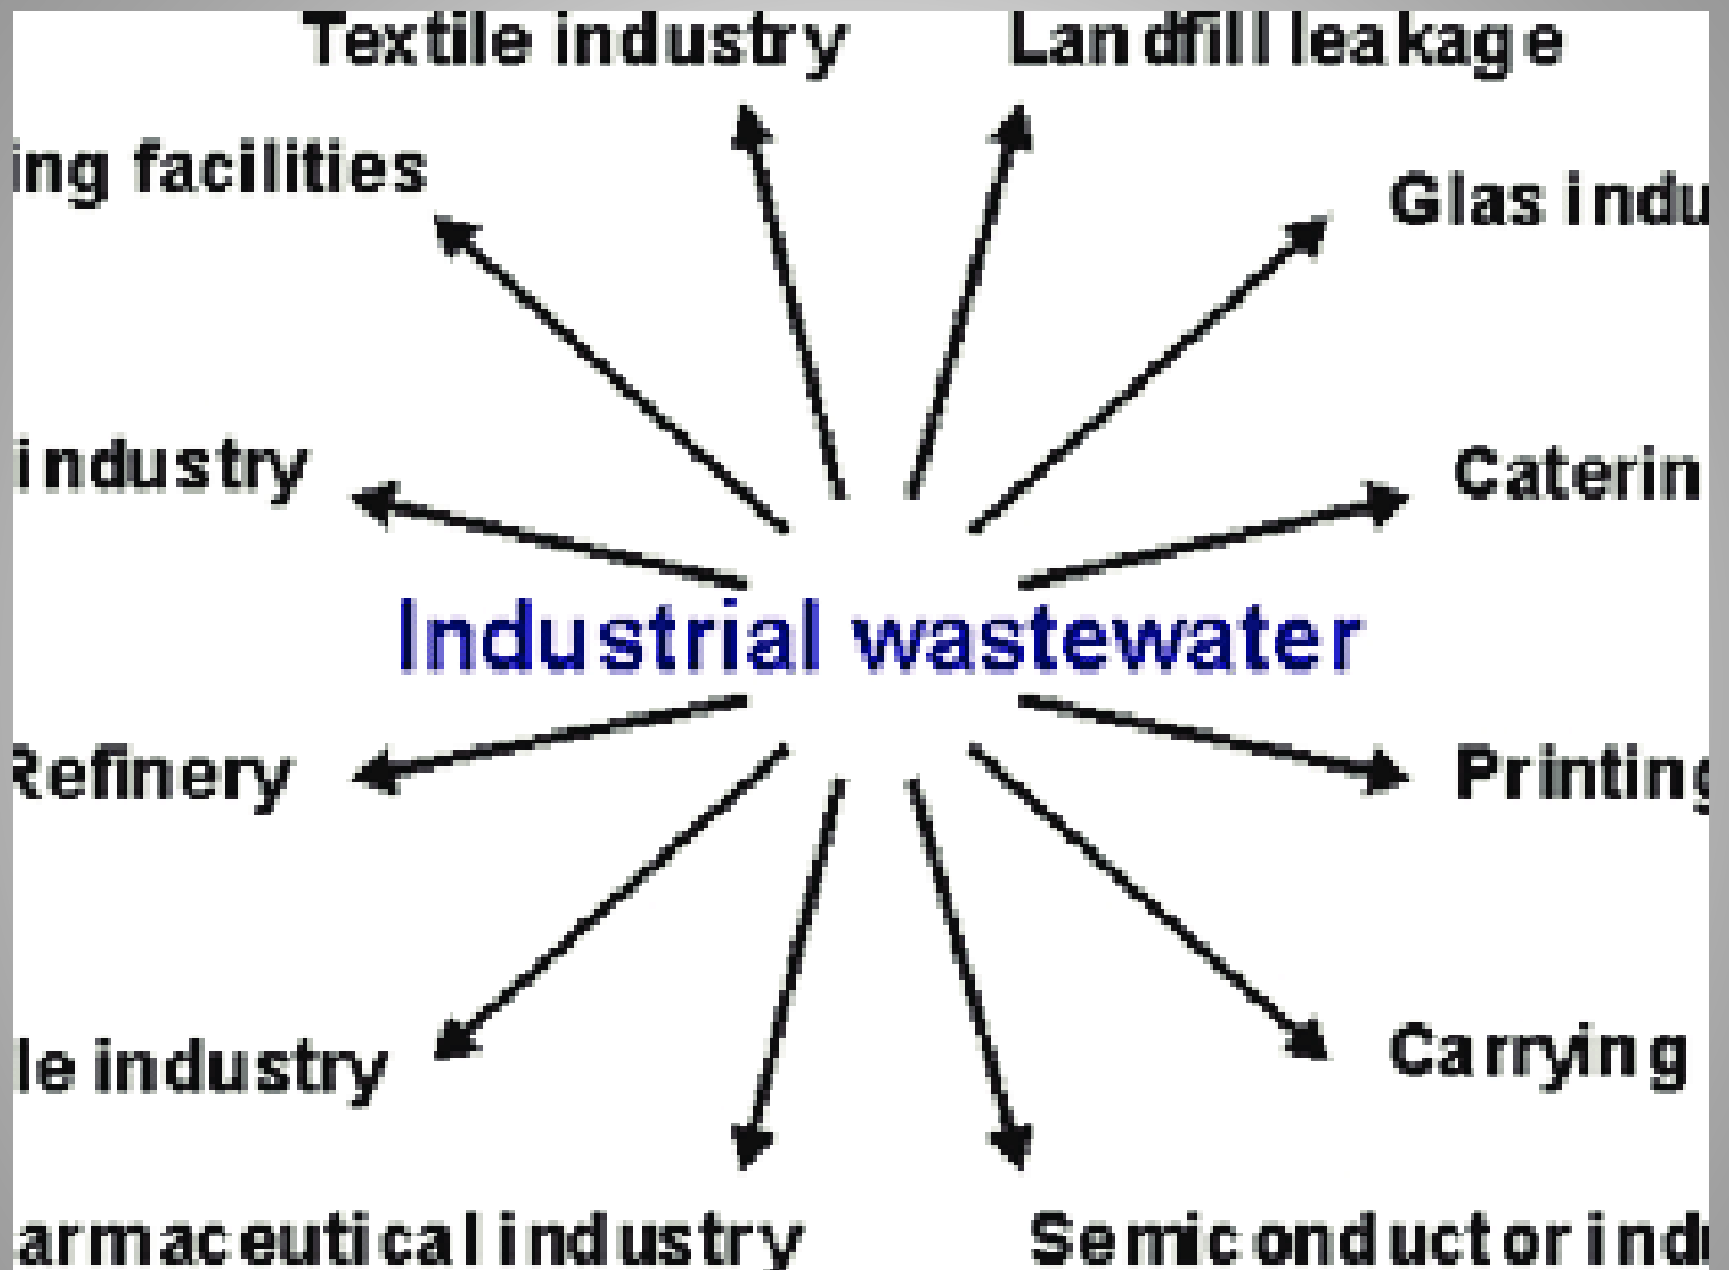 Textile industry
Landfill leakage
ing facilities
Glas indu
industry
Caterin
Industrial wastewater
Refinery
Printing
le industry
Carrying
armaceutical industry
Semiconductor indu